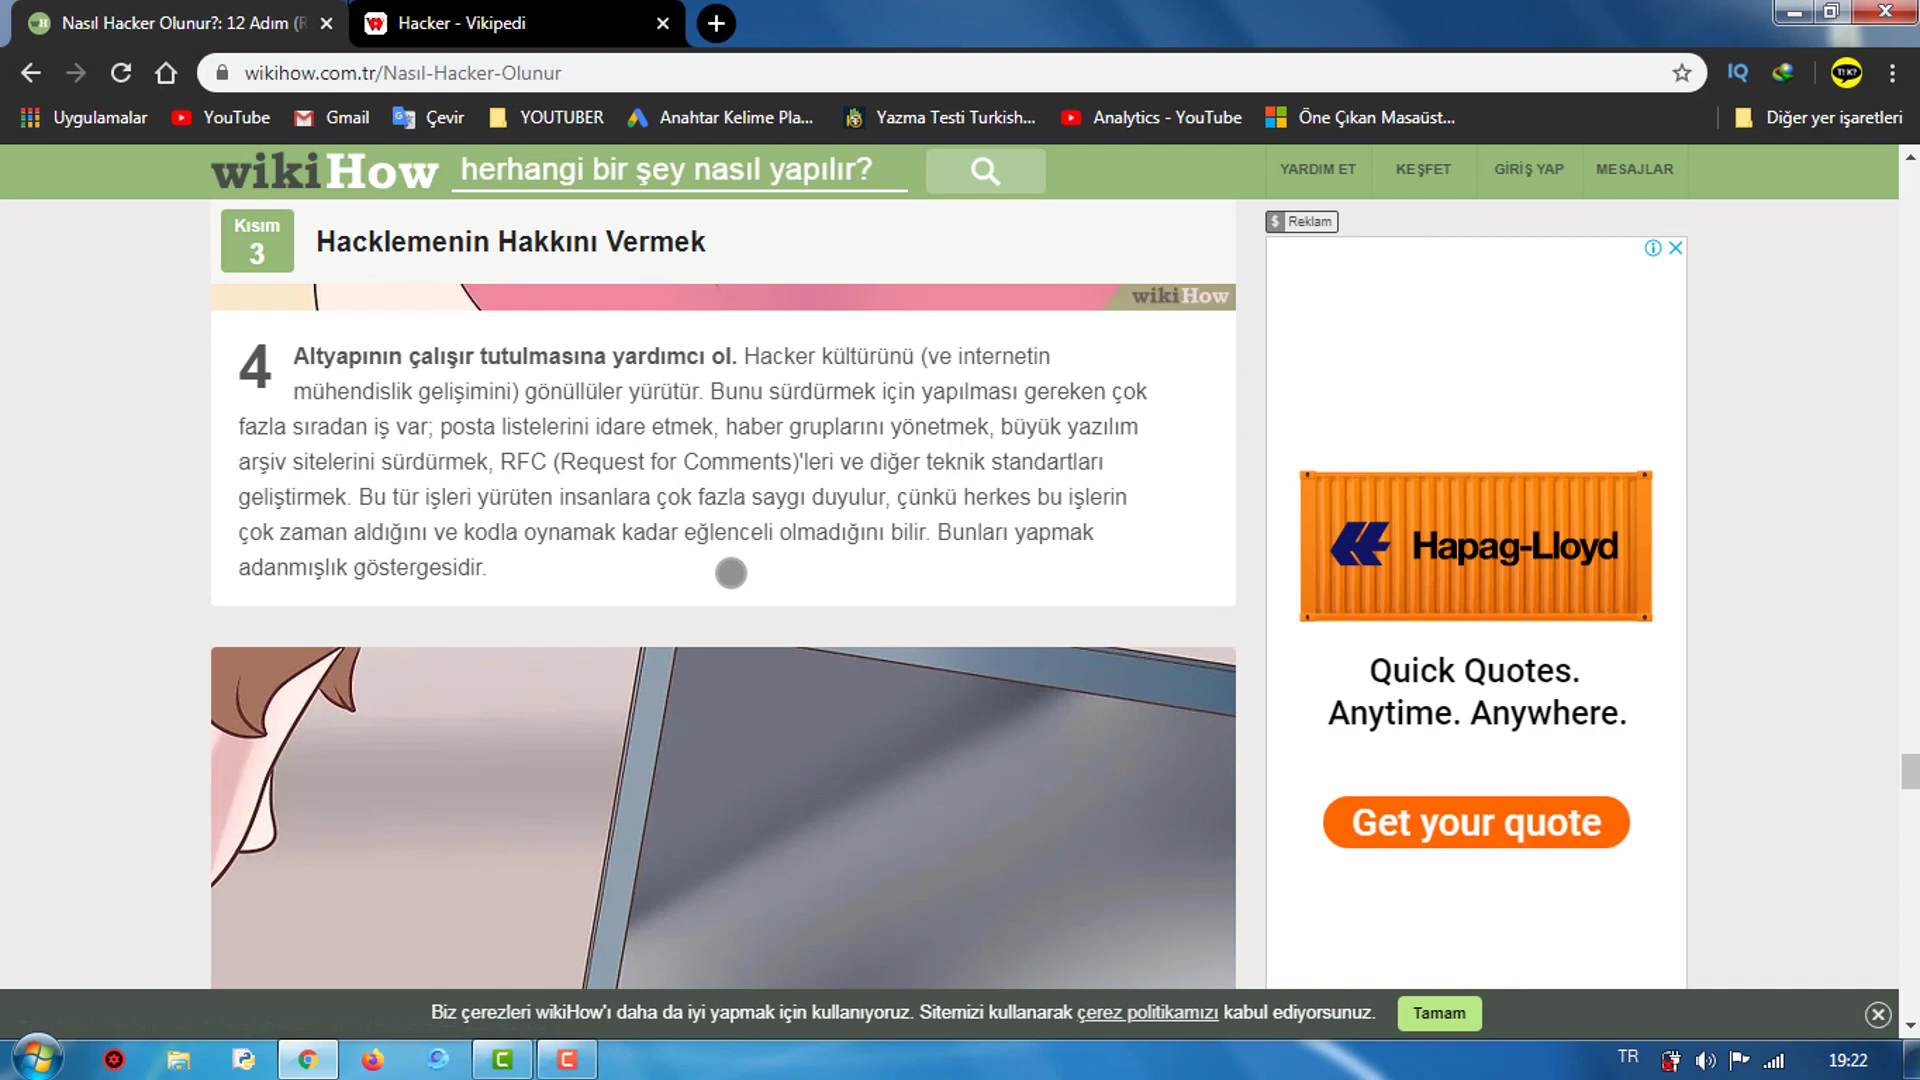 Nasıl Hacker Olunur?: 12 Adım (R
Hacker - Vikipedi
wikihow.com.tr/Nasıl-Hacker-Olunur
IQ
T! K?
Uygulamalar
YouTube
Gmail
Çevir
YOUTUBER
Anahtar Kelime Pla...
Yazma Testi Turkish...
Analytics - YouTube
Öne Çıkan Masaüst...
Diğer yer işaretleri
wikiHow
herhangi bir şey nasıl yapılır?
YARDIM ET
KEŞFET
GİRİŞ YAP
MESAJLAR
Kısım
3
Hacklemenin Hakkını Vermek
wikiHow
4
Altyapının çalışır tutulmasına yardımcı ol. Hacker kültürünü (ve internetin
mühendislik gelişimini) gönüllüler yürütür. Bunu sürdürmek için yapılması gereken çok
fazla sıradan iş var; posta listelerini idare etmek, haber gruplarını yönetmek, büyük yazılım
arşiv sitelerini sürdürmek, RFC (Request for Comments)'leri ve diğer teknik standartları
geliştirmek. Bu tür işleri yürüten insanlara çok fazla saygı duyulur, çünkü herkes bu işlerin
çok zaman aldığını ve kodla oynamak kadar eğlenceli olmadığını bilir. Bunları yapmak
adanmışlık göstergesidir.
$ Reklam
Hapag-Lloyd
Quick Quotes.
Anytime. Anywhere.
Get your quote
Biz çerezleri wikiHow'ı daha da iyi yapmak için kullanıyoruz. Sitemizi kullanarak çerez politikamızı kabul ediyorsunuz.
Tamam
TR
19:22